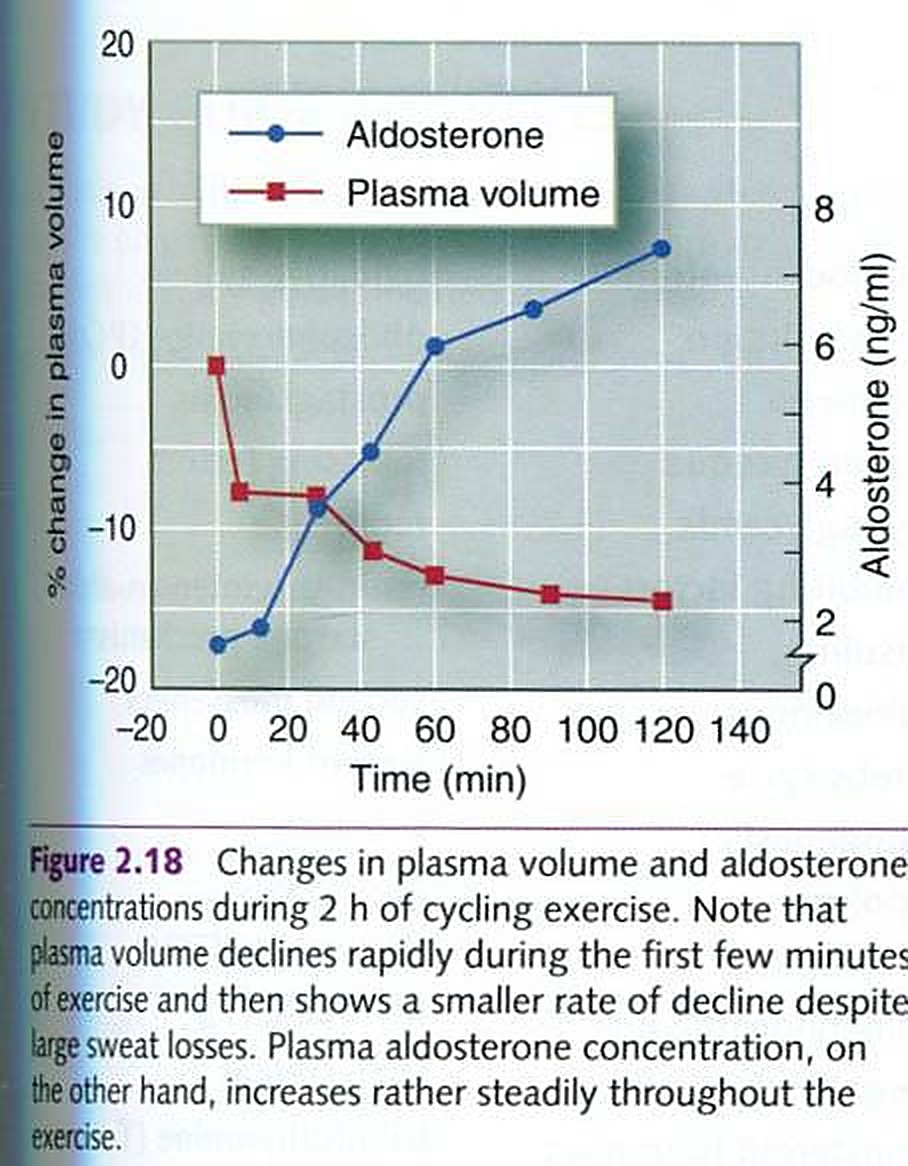 20
Aldosterone
Plasma volume
10
0
–10
–20
% change in plasma volume
8
6
4
2
0
Aldosterone (ng/ml)
–20 0 20 40 60 80 100 120 140
Time (min)
Figure 2.18 Changes in plasma volume and aldosterone
concentrations during 2 h of cycling exercise. Note that
plasma volume declines rapidly during the first few minutes
of exercise and then shows a smaller rate of decline despite
large sweat losses. Plasma aldosterone concentration, on
the other hand, increases rather steadily throughout the
exercise.